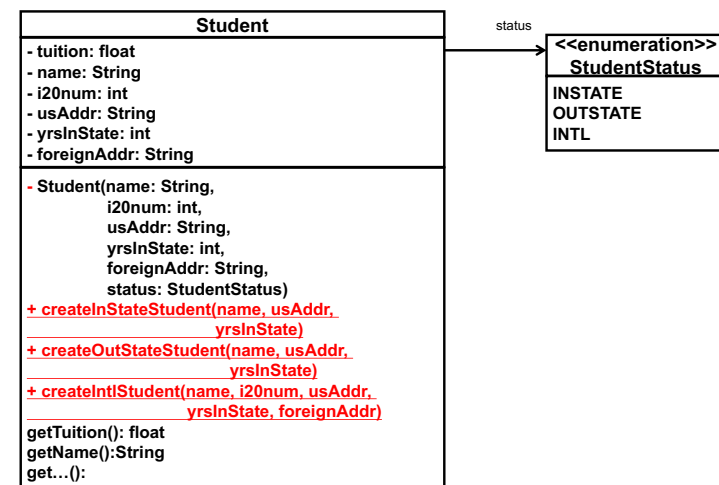 Student
- tuition: float
- name: String
- i20num: int
- usAddr: String
- yrsInState: int
- foreignAddr: String
- Student(name: String,
i20num: int,
usAddr: String,
yrsInState: int,
foreignAddr: String,
status: StudentStatus)
+ createInStateStudent(name, usAddr,
yrsInState)
+ createOutStateStudent(name, usAddr,
yrsInState)
+ createIntlStudent(name, i20num, usAddr,
yrsInState, foreignAddr)
getTuition(): float
getName():String
get…():
status
<<enumeration>>
StudentStatus
INSTATE
OUTSTATE
INTL